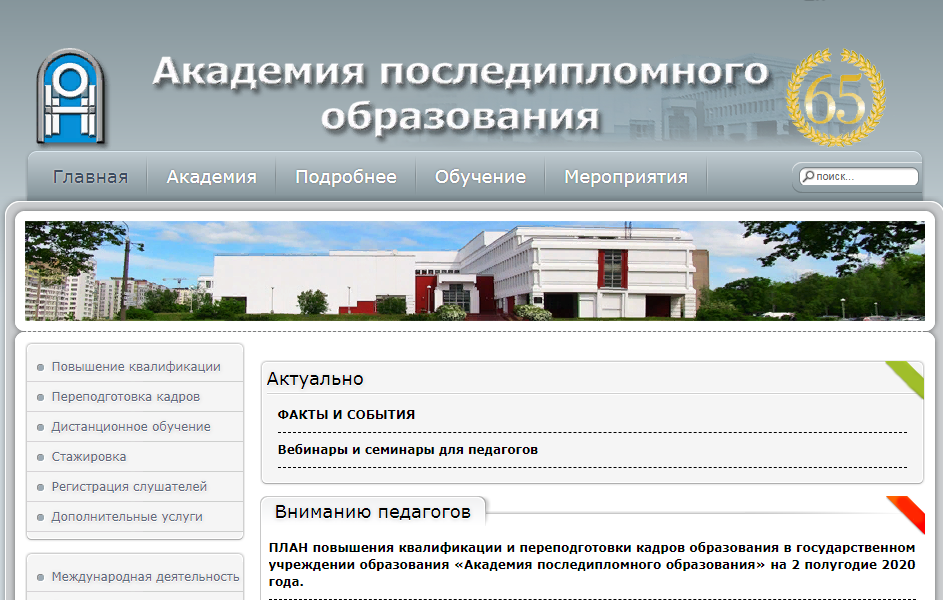 Академия последипломного
образования
65
Главная
Академия
Подробнее
Обучение
Мероприятия
поиск...
Повышение квалификации
Переподготовка кадров
Дистанционное обучение
Стажировка
Регистрация слушателей
Дополнительные услуги
Международная деятельность
Актуально
ФАКТЫ И СОБЫТИЯ
Вебинары и семинары для педагогов
Вниманию педагогов
ПЛАН повышения квалификации и переподготовки кадров образования в государственном
учреждении образования «Академия последипломного образования» на 2 полугодие 2020
года.